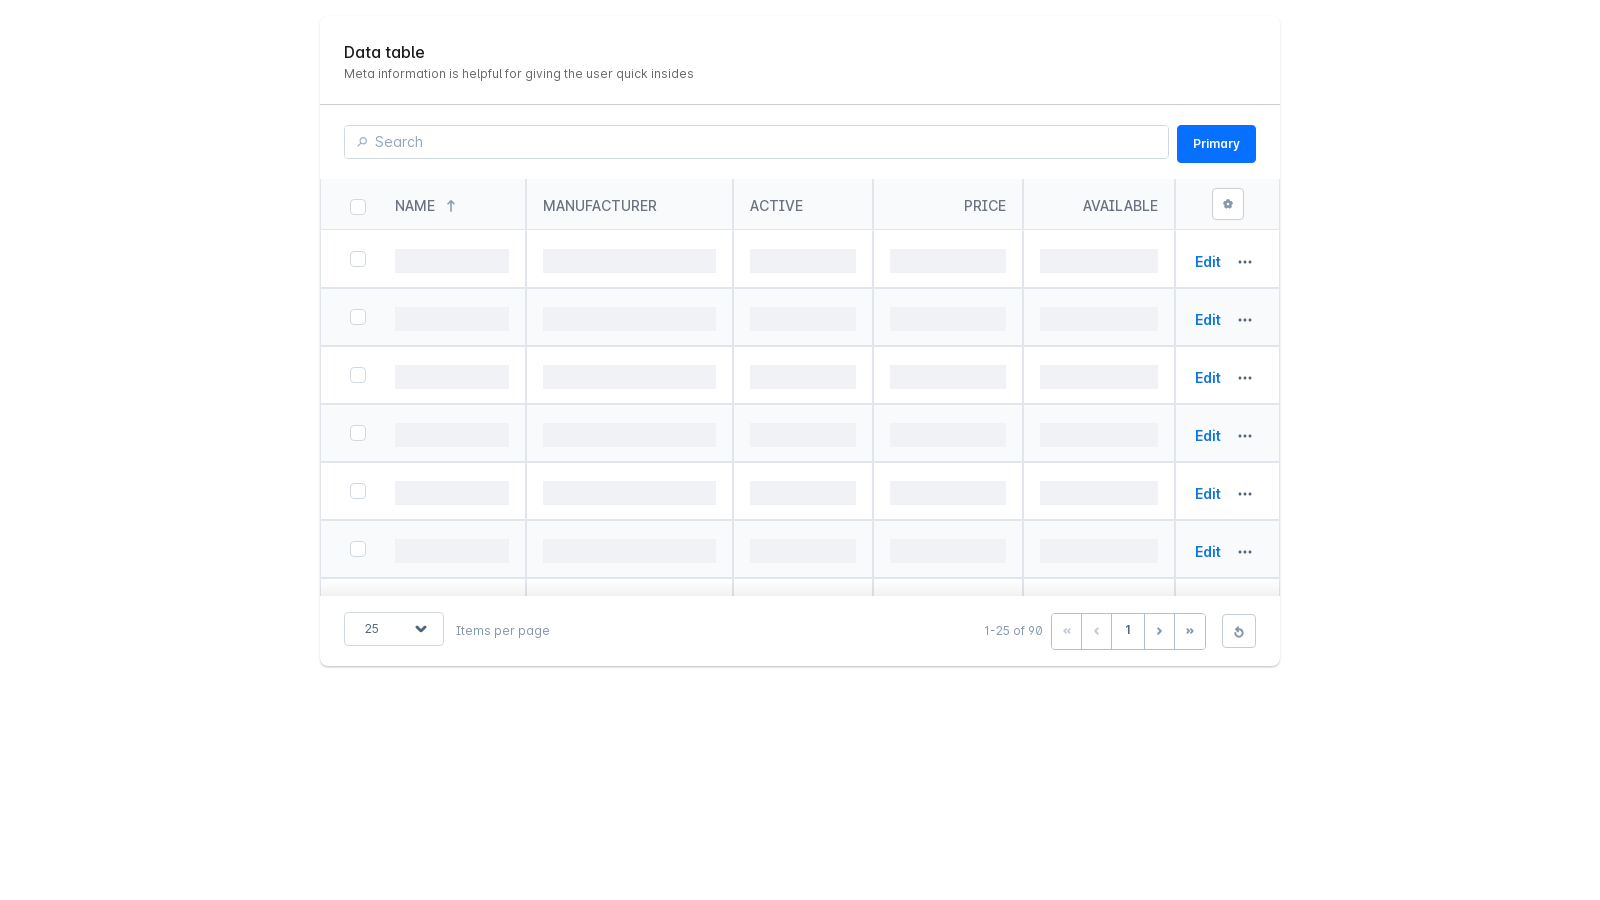 Data table
Meta information is helpful for giving the user quick insides
Search
Primary
NAME
MANUFACTURER
ACTIVE
PRICE
AVAILABLE
Edit
Edit
Edit
Edit
Edit
Edit
25
Items per page
1-25 of 90
1